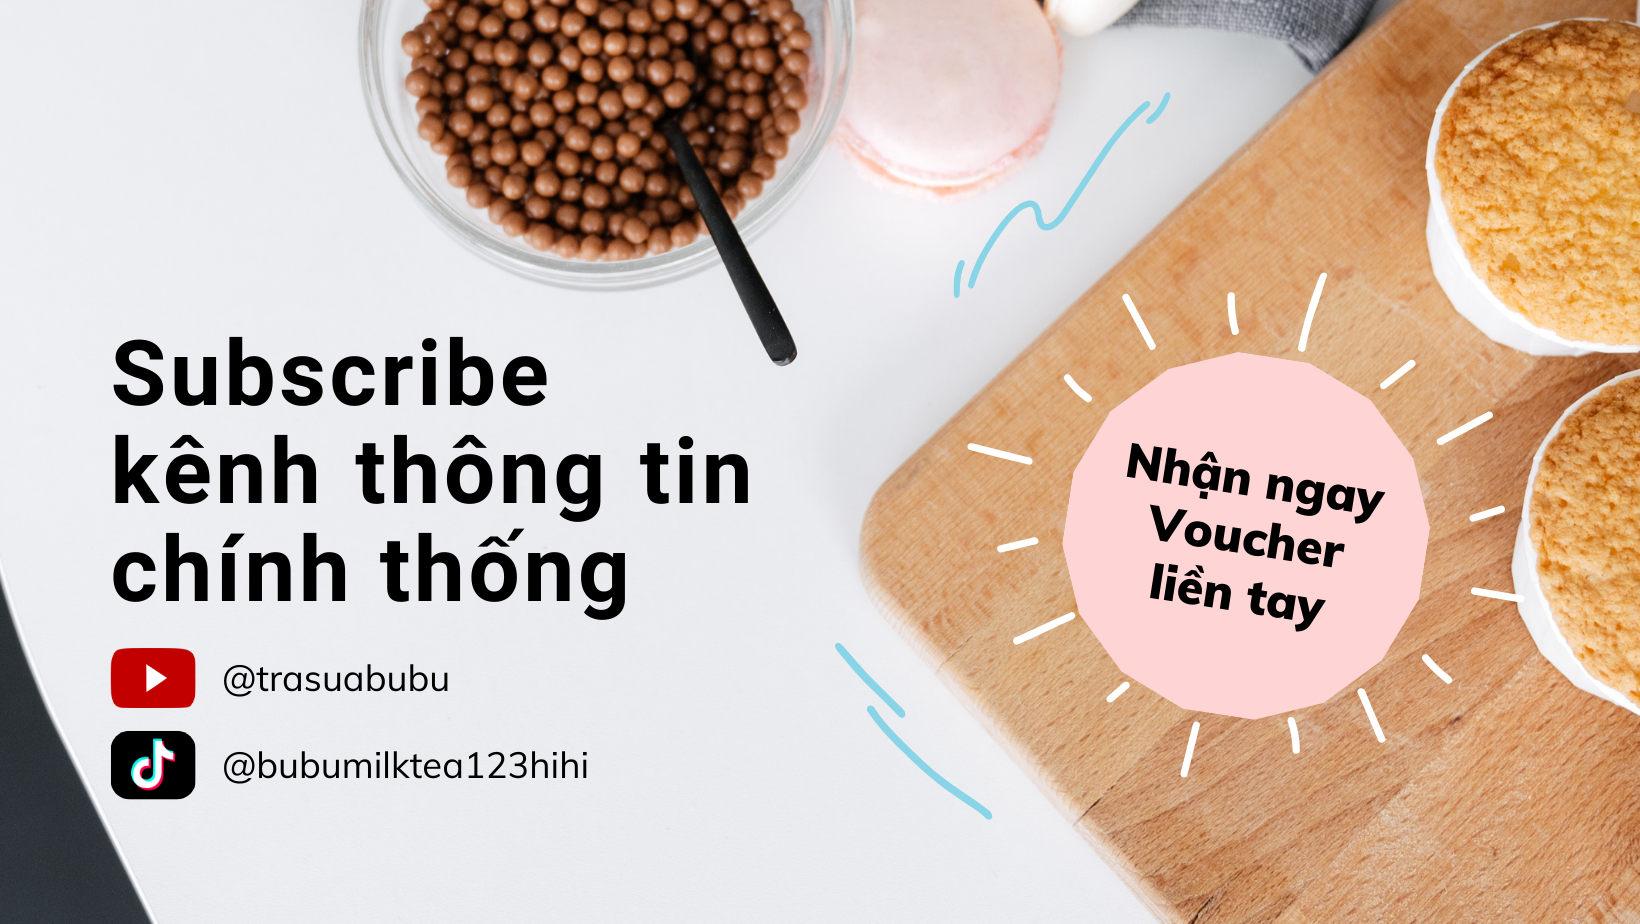 Subscribe
kênh thông tin
chính thống
@trasuabubu
@bubumilktea123hihi
Nhận ngay
Voucher
liền tay